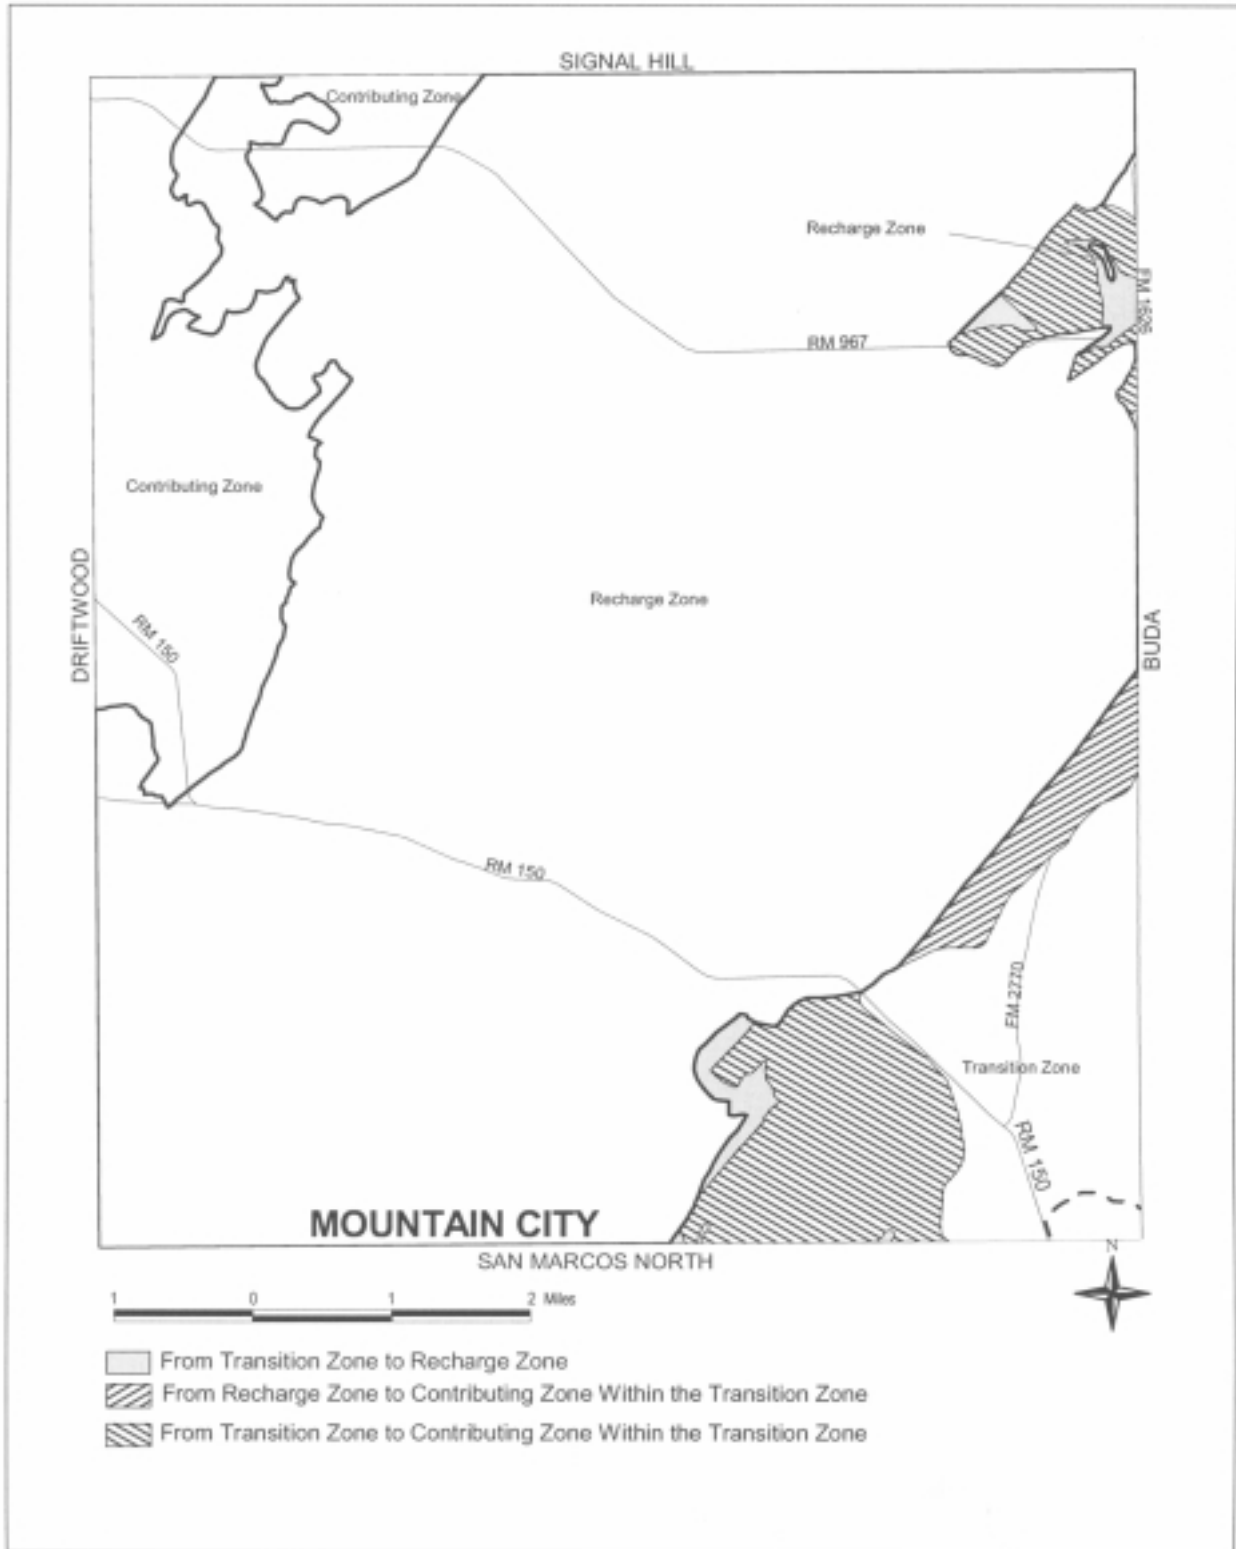 SIGNAL HILL
Contributing Zone
Recharge Zone
FM 1626
RM 967
Contributing Zone
DRIFTWOOD
Recharge Zone
RM 150
BUDA
RM 150
FM 2770
Transition Zone
RM 150
MOUNTAIN CITY
SAN MARCOS NORTH
N
1 0 1 2 Miles
From Transition Zone to Recharge Zone
From Recharge Zone to Contributing Zone Within the Transition Zone
From Transition Zone to Contributing Zone Within the Transition Zone